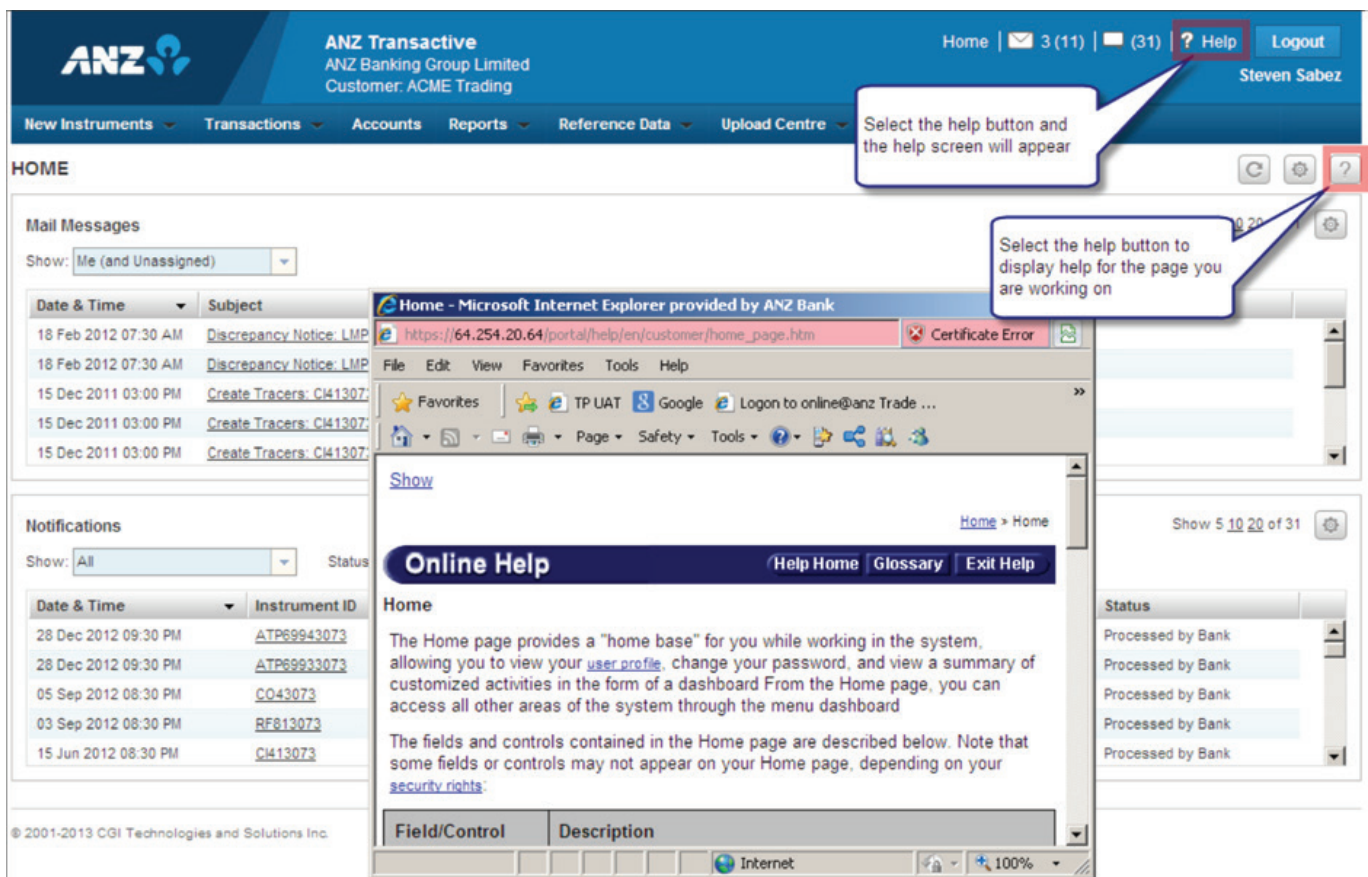 ANZ
ANZ Transactive
ANZ Banking Group Limited
Customer: ACME Trading
Home | 3 (11) | (31) | ? Help
Logout
Steven Sabez
New Instruments Transactions Accounts Reports Reference Data Upload Centre
Select the help button and
the help screen will appear
HOME
?
Mail Messages
Show: Me (and Unassigned)
Select the help button to
display help for the page you
are working on
Date & Time Subject
18 Feb 2012 07:30 AM Discrepancy Notice: LMP
18 Feb 2012 07:30 AM Discrepancy Notice: LMP
15 Dec 2011 03:00 PM Create Tracers: CI41307
15 Dec 2011 03:00 PM Create Tracers: CI41307
15 Dec 2011 03:00 PM Create Tracers: CI41307
Home - Microsoft Internet Explorer provided by ANZ Bank
https://64.254.20.64/portal/help/en/customer/home_page.htm Certificate Error
File Edit View Favorites Tools Help
Favorites TP UAT Google Logon to online@anz Trade ...
Page Safety Tools
Show
Home > Home
Online Help Help Home Glossary Exit Help
Home
The Home page provides a "home base" for you while working in the system,
allowing you to view your user profile, change your password, and view a summary of
customized activities in the form of a dashboard From the Home page, you can
access all other areas of the system through the menu dashboard
The fields and controls contained in the Home page are described below. Note that
some fields or controls may not appear on your Home page, depending on your
security rights:
Field/Control Description
Internet 100%
Notifications
Show 5 10 20 of 31
Show: All Status
Date & Time Instrument ID Status
28 Dec 2012 09:30 PM ATP69943073 Processed by Bank
28 Dec 2012 09:30 PM ATP69933073 Processed by Bank
05 Sep 2012 08:30 PM CO43073 Processed by Bank
03 Sep 2012 08:30 PM RF813073 Processed by Bank
15 Jun 2012 08:30 PM CI413073 Processed by Bank
© 2001-2013 CGI Technologies and Solutions Inc.